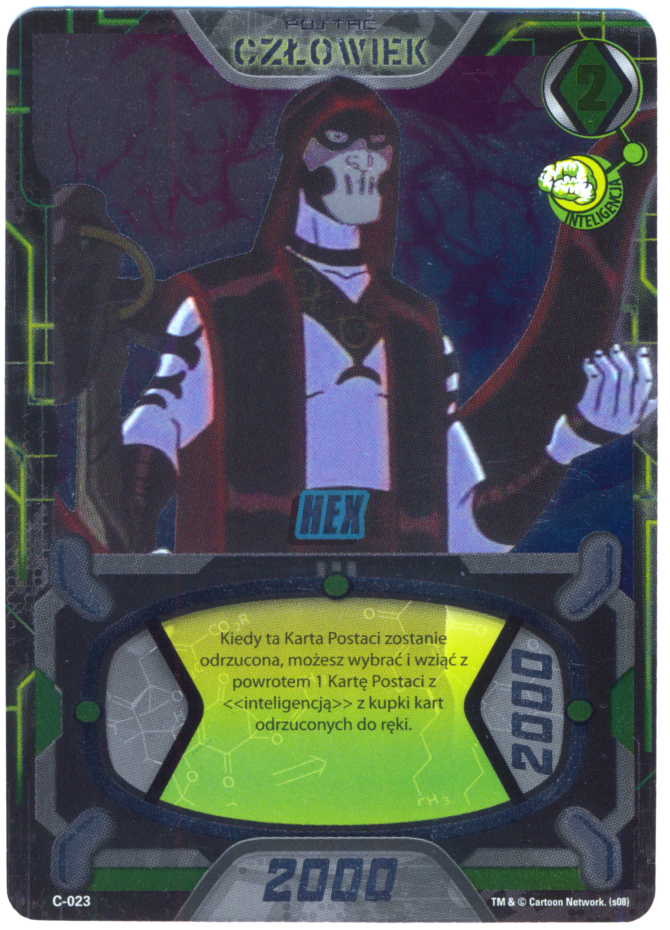 POSTAĆ
CZŁOWIEK
2
INTELIGENCJA
HEX
Kiedy ta Karta Postaci zostanie
odrzucona, możesz wybrać i wziąć z
powrotem 1 Kartę Postaci z
<<inteligencją>> z kupki kart
odrzuconych do ręki.
2000
R
O
O
O
O
rH3
2000
C-023
TM & © Cartoon Network. (s08)